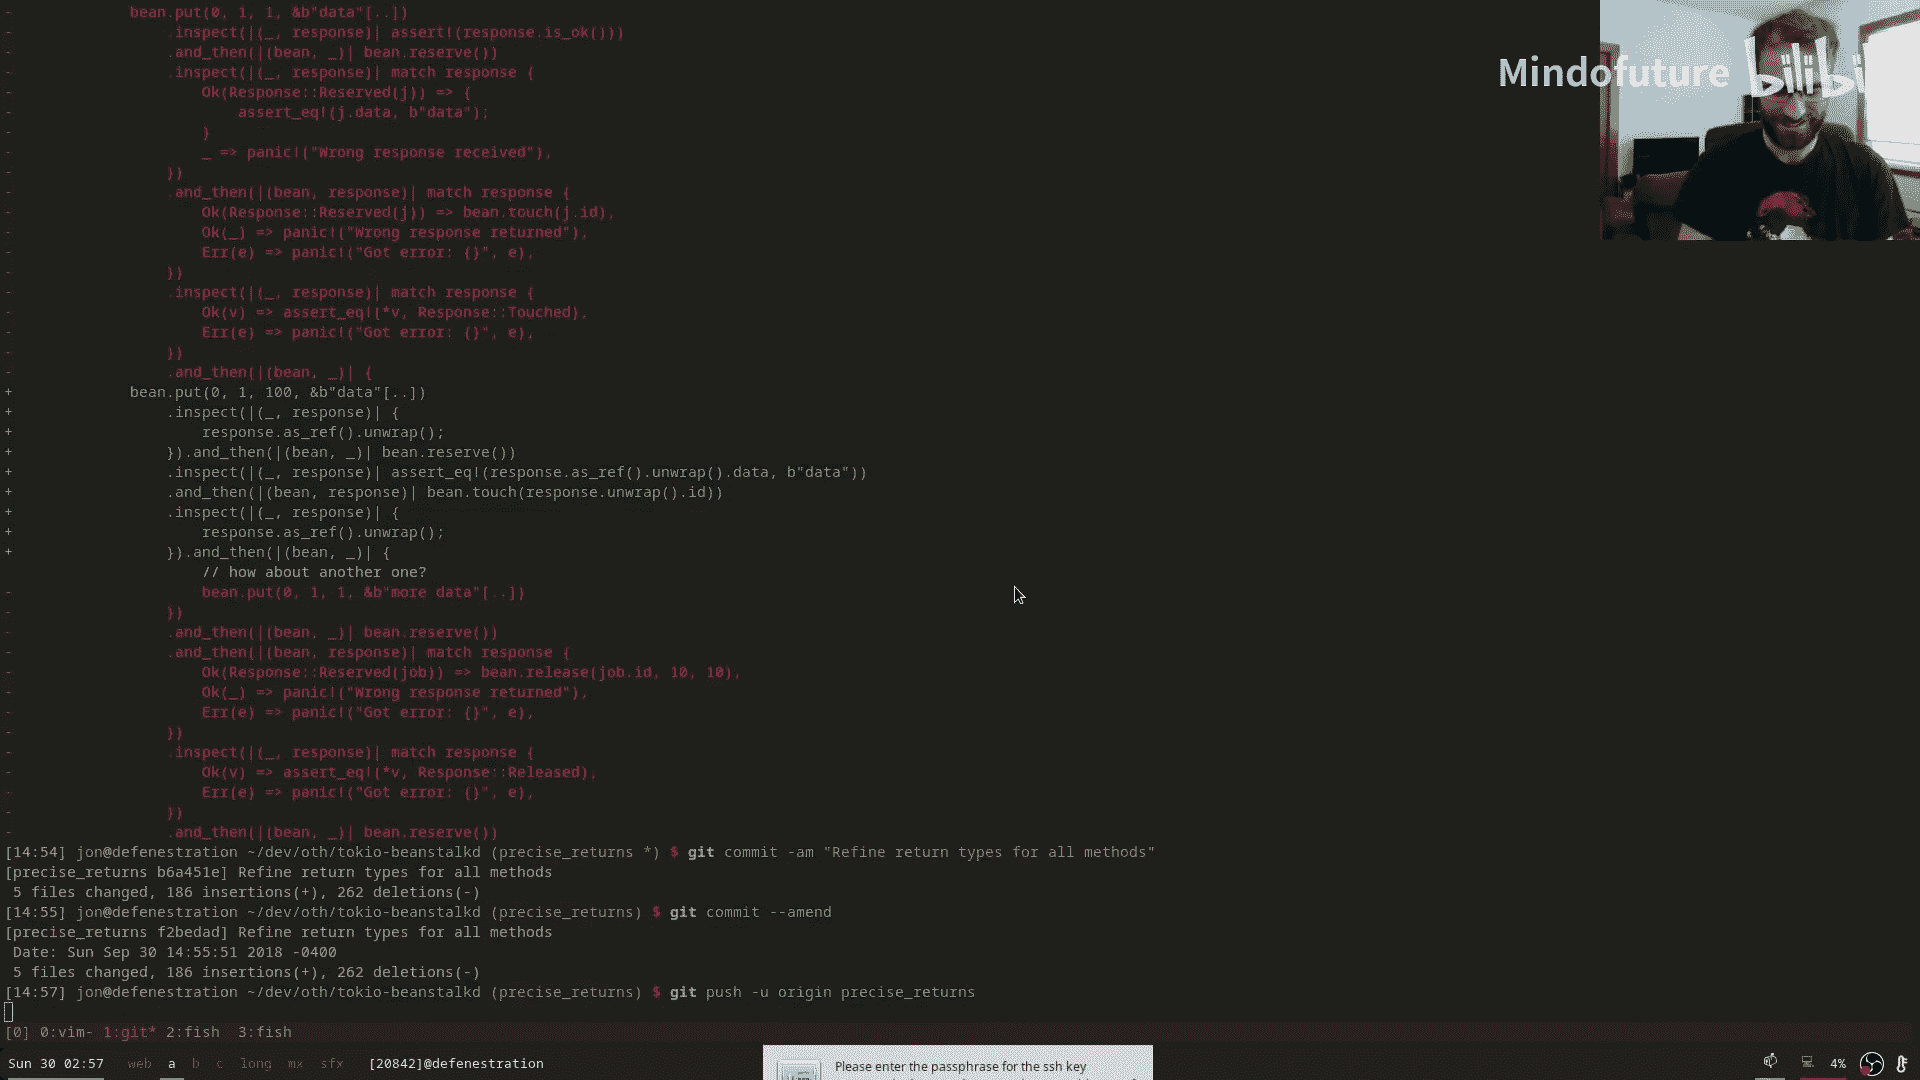 - bean.put(0, 1, 1, &b"data"[..])
- .inspect(|(_, response)| assert!(response.is_ok()))
- .and_then(|(bean, _)| bean.reserve())
- .inspect(|(_, response)| match response {
- Ok(Response::Reserved(j)) => {
- assert_eq!(j.data, b"data");
- }
- _ => panic!("Wrong response received"),
- })
- .and_then(|(bean, response)| match response {
- Ok(Response::Reserved(j)) => bean.touch(j.id),
- Ok(_) => panic!("Wrong response returned"),
- Err(e) => panic!("Got error: {}", e),
- })
- .inspect(|(_, response)| match response {
- Ok(v) => assert_eq!(*v, Response::Touched),
- Err(e) => panic!("Got error: {}", e),
- })
- .and_then(|(bean, _)| {
+ bean.put(0, 1, 100, &b"data"[..])
+ .inspect(|(_, response)| {
+ response.as_ref().unwrap();
+ }).and_then(|(bean, _)| bean.reserve())
+ .inspect(|(_, response)| assert_eq!(response.as_ref().unwrap().data, b"data"))
+ .and_then(|(bean, response)| bean.touch(response.unwrap().id))
+ .inspect(|(_, response)| {
+ response.as_ref().unwrap();
+ }).and_then(|(bean, _)| {
// how about another one?
- bean.put(0, 1, 1, &b"more data"[..])
- })
- .and_then(|(bean, _)| bean.reserve())
- .and_then(|(bean, response)| match response {
- Ok(Response::Reserved(job)) => bean.release(job.id, 10, 10),
- Ok(_) => panic!("Wrong response returned"),
- Err(e) => panic!("Got error: {}", e),
- })
- .inspect(|(_, response)| match response {
- Ok(v) => assert_eq!(*v, Response::Released),
- Err(e) => panic!("Got error: {}", e),
- })
- .and_then(|(bean, _)| bean.reserve())
[14:54] jon@defenestration ~/dev/oth/tokio-beanstalkd (precise_returns *) $ git commit -am "Refine return types for all methods"
[precise_returns b6a451e] Refine return types for all methods
5 files changed, 186 insertions(+), 262 deletions(-)
[14:55] jon@defenestration ~/dev/oth/tokio-beanstalkd (precise_returns) $ git commit --amend
[precise_returns f2bedad] Refine return types for all methods
Date: Sun Sep 30 14:55:51 2018 -0400
5 files changed, 186 insertions(+), 262 deletions(-)
[14:57] jon@defenestration ~/dev/oth/tokio-beanstalkd (precise_returns) $ git push -u origin precise_returns
[0] 0:vim- 1:git* 2:fish 3:fish
Sun 30 02:57 web a b c long mx sfx [20842]@defenestration 4%
Please enter the passphrase for the ssh key
Mindofuture bilibi